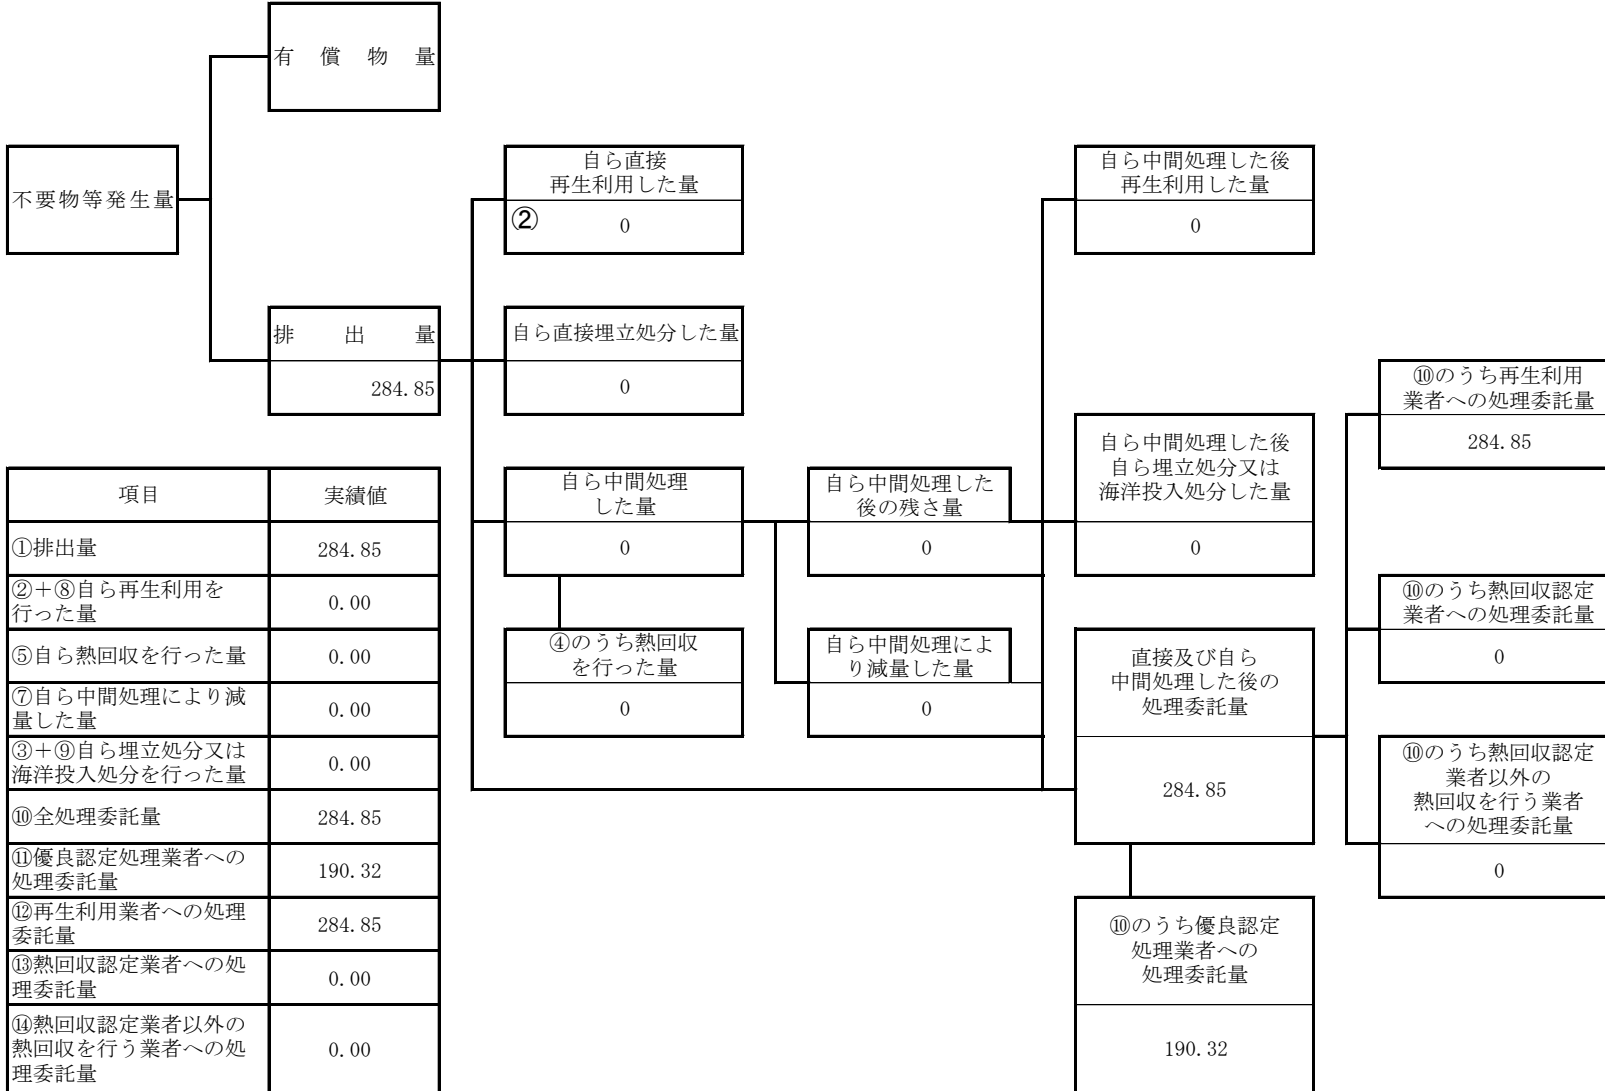 有償物量
不要物等発生量
排出量
284.85
自ら直接
再生利用した量
②
0
自ら直接埋立処分した量
0
自ら中間処理
した量
0
④のうち熱回収
を行った量
0
自ら中間処理した
後の残さ量
0
自ら中間処理によ
り減量した量
0
自ら中間処理した後
再生利用した量
0
自ら中間処理した後
自ら埋立処分又は
海洋投入処分した量
0
直接及び自ら
中間処理した後の
処理委託量
284.85
⑩のうち優良認定
処理業者への
処理委託量
190.32
⑩のうち再生利用
業者への処理委託量
284.85
⑩のうち熱回収認定
業者への処理委託量
0
⑩のうち熱回収認定
業者以外の
熱回収を行う業者
への処理委託量
0
項目 実績値
①排出量 284.85
②+⑧自ら再生利用を
行った量 0.00
⑤自ら熱回収を行った量 0.00
⑦自ら中間処理により減
量した量 0.00
③+⑨自ら埋立処分又は
海洋投入処分を行った量 0.00
⑩全処理委託量 284.85
⑪優良認定処理業者への
処理委託量 190.32
⑫再生利用業者への処理
委託量 284.85
⑬熱回収認定業者への処
理委託量 0.00
⑭熱回収認定業者以外の
熱回収を行う業者への処
理委託量 0.00